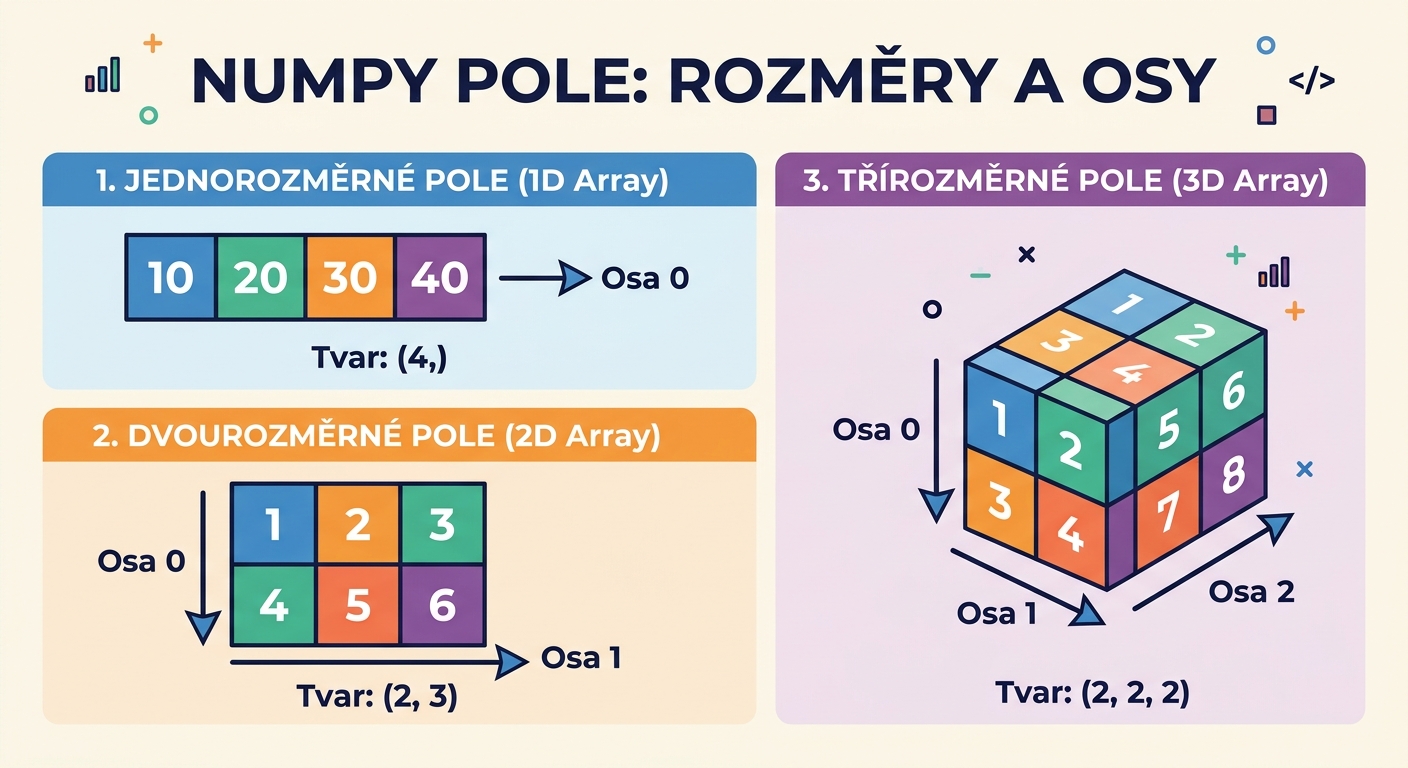 </>
NUMPY POLE: ROZMĚRY A OSY
1. JEDNOROZMĚRNÉ POLE (1D Array)
10 20 30 40
Osa 0
Tvar: (4,)
2. DVOUROZMĚRNÉ POLE (2D Array)
Osa 0
1 2 3
4 5 6
Osa 1
Tvar: (2, 3)
3. TŘÍROZMĚRNÉ POLE (3D Array)
1 2
3 4
Osa 0
1 2 5 6
3 4 7 8
Osa 1
Osa 2
Tvar: (2, 2, 2)